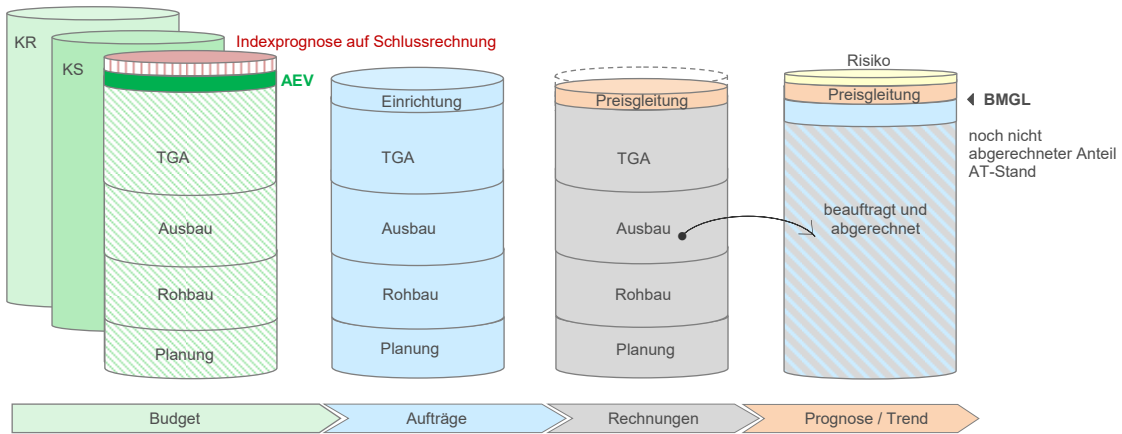 KR
KS
Indexprognose auf Schlussrechnung
AEV
TGA
Ausbau
Rohbau
Planung
Einrichtung
TGA
Ausbau
Rohbau
Planung
Preisgleitung
TGA
Ausbau
Rohbau
Planung
Risiko
Preisgleitung
BMGL
noch nicht
abgerechneter Anteil
AT-Stand
beauftragt und
abgerechnet
Budget
Aufträge
Rechnungen
Prognose / Trend